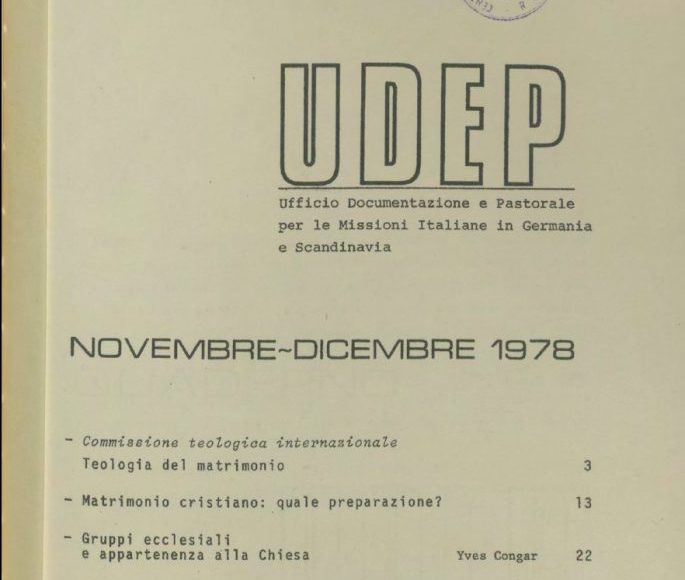 UDEP
Ufficio Documentazione e Pastorale
per le Missioni Italiane in Germania
e Scandinavia
NOVEMBRE~DICEMBRE 1978
- Commissione teologica internazionale
Teologia del matrimonio 3
- Matrimonio cristiano: quale preparazione? 13
- Gruppi ecclesiali
e appartenenza alla Chiesa Yves Congar 22